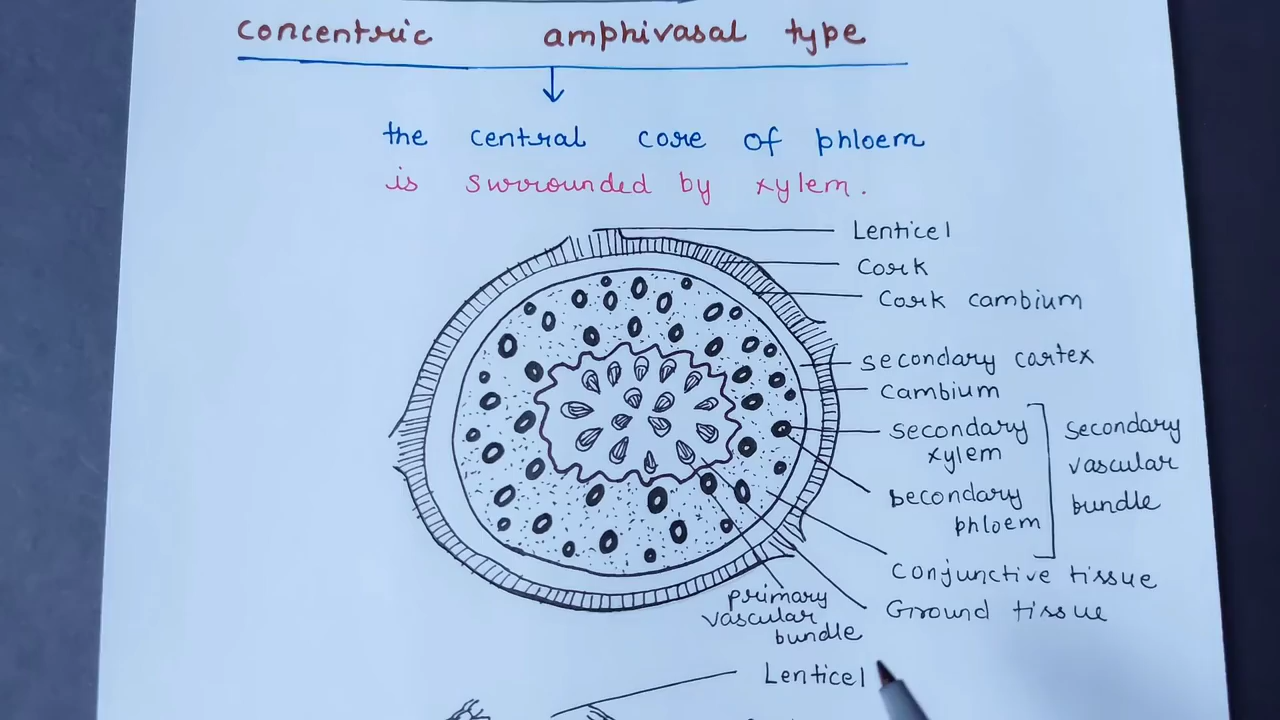 concentric amphivasal type
the central core of phloem
is surrounded by xylem.
Lenticel
Cork
Cork cambium
secondary cortex
Cambium
secondary
xylem
secondary
phloem
secondary
vascular
bundle
Conjunctive tissue
Ground tissue
primary
vascular
bundle
Lenticel